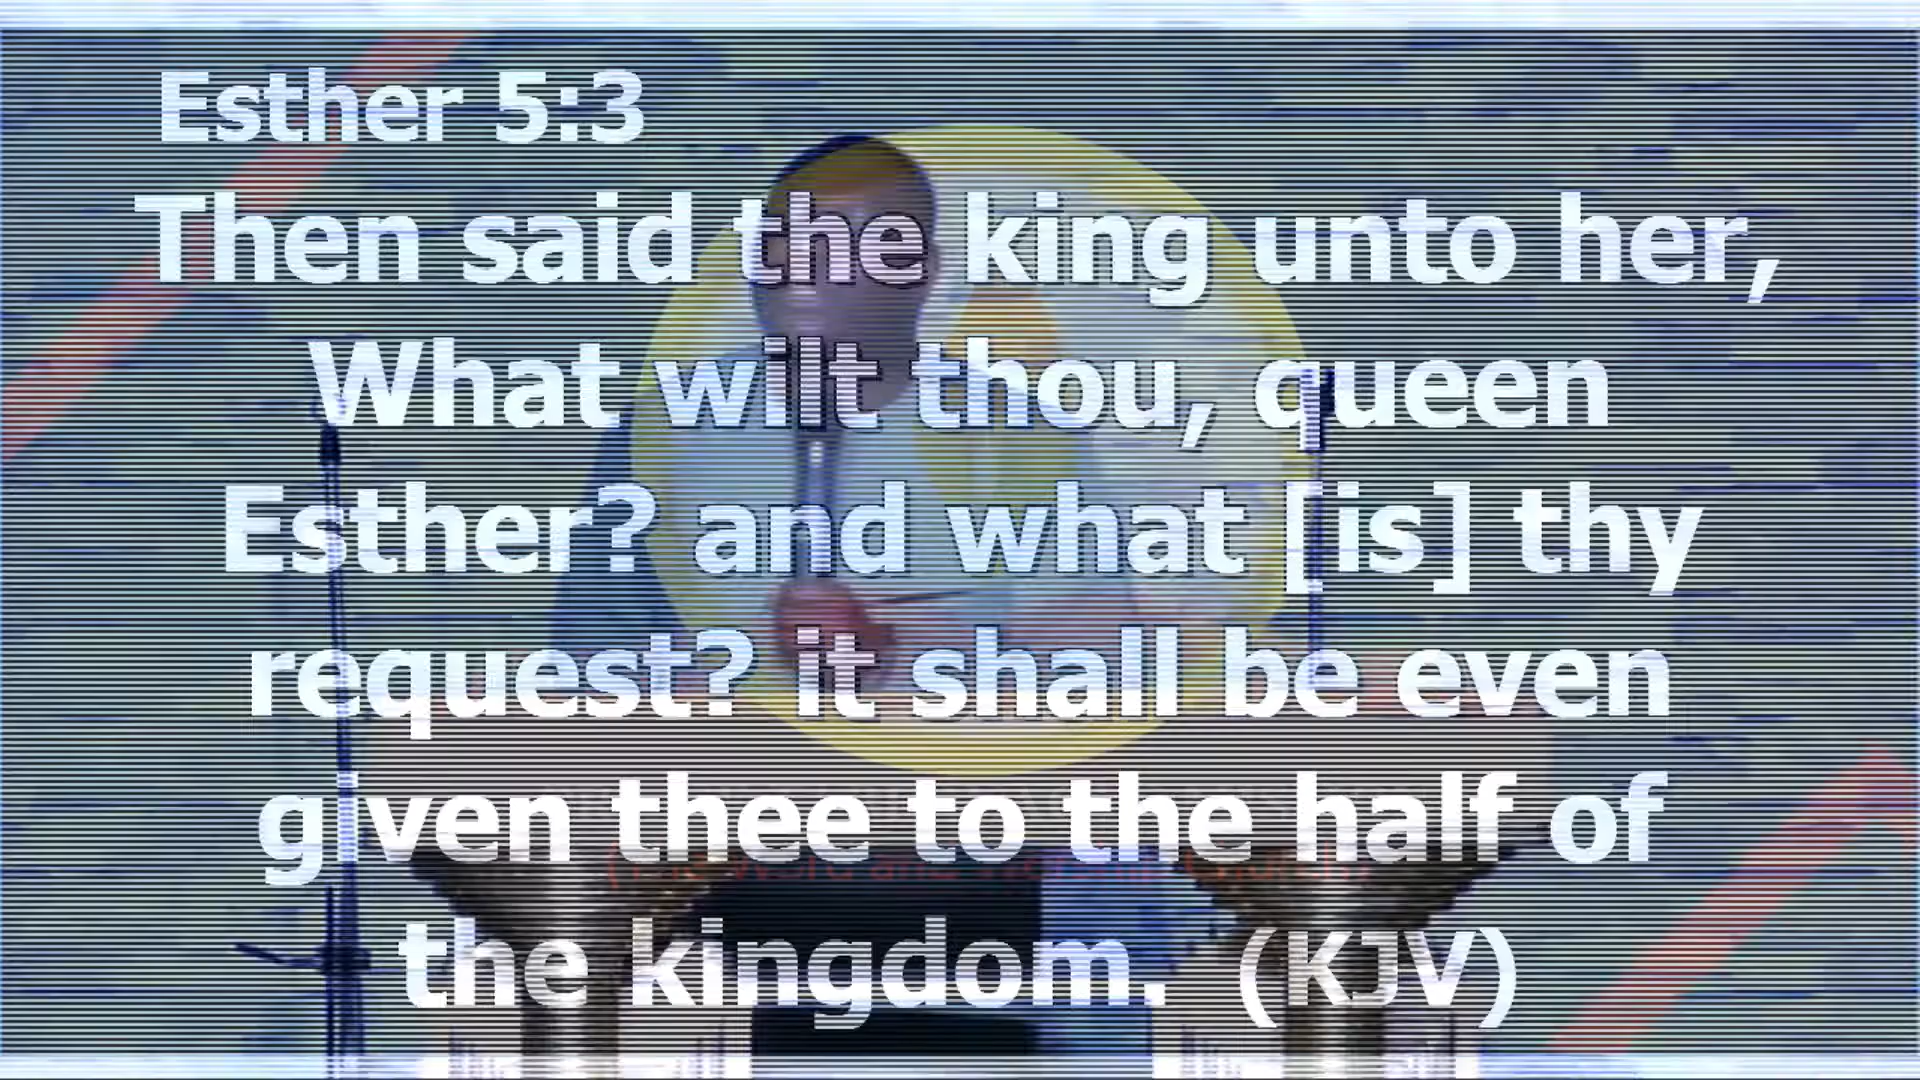 Esther 5:3
Then said the king unto her,
What wilt thou, queen
Esther? and what [is] thy
request? it shall be even
given thee to the half of
the kingdom. (KJV)